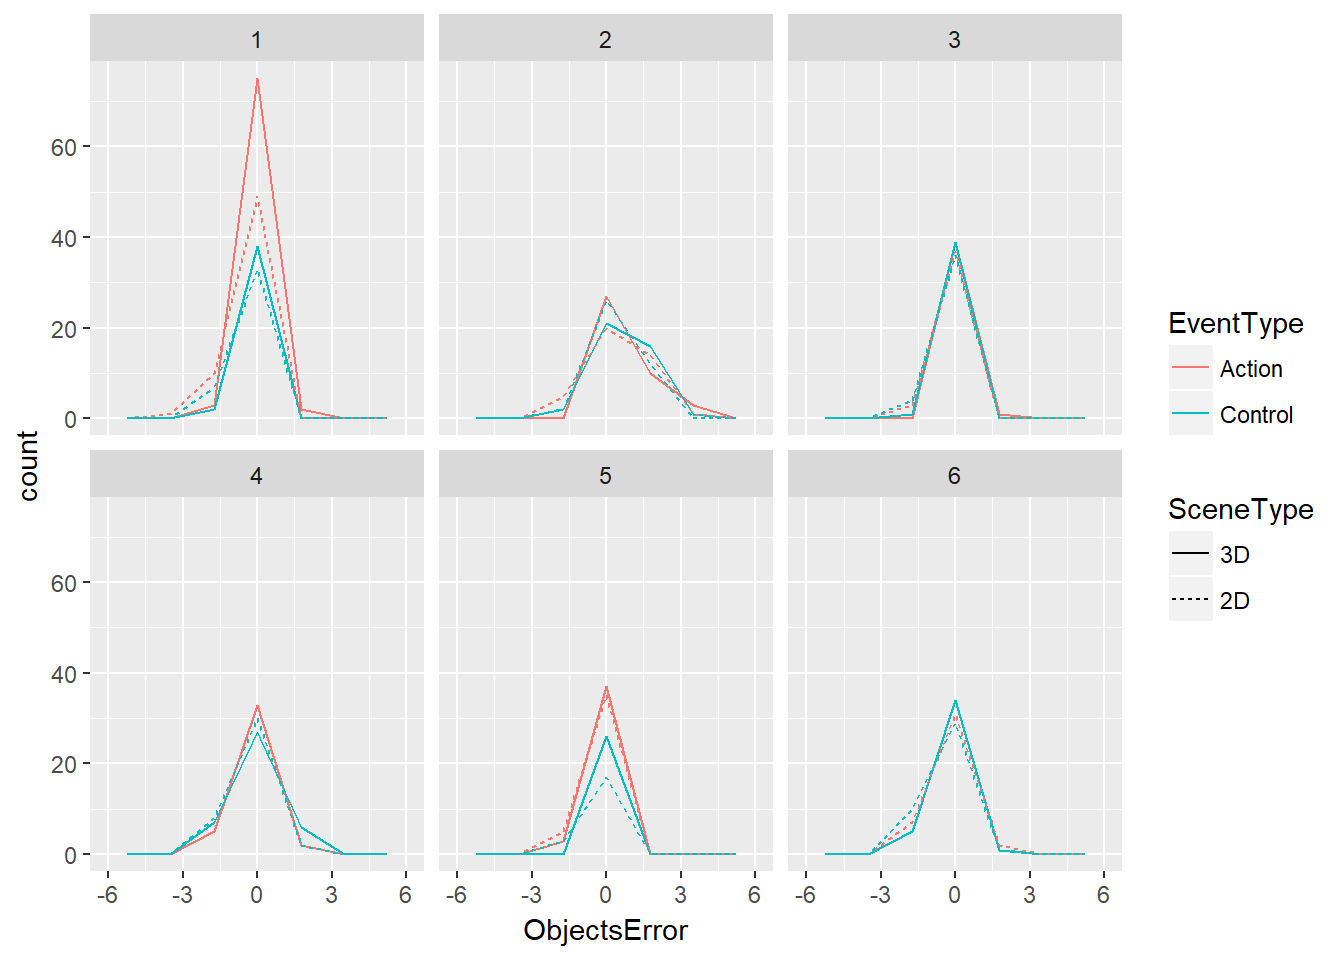 1 2 3
60
40
20
0
4 5 6
60
40
20
0
-6 -3 0 3 6 -6 -3 0 3 6 -6 -3 0 3 6
ObjectsError
count
EventType
Action
Control
SceneType
3D
2D